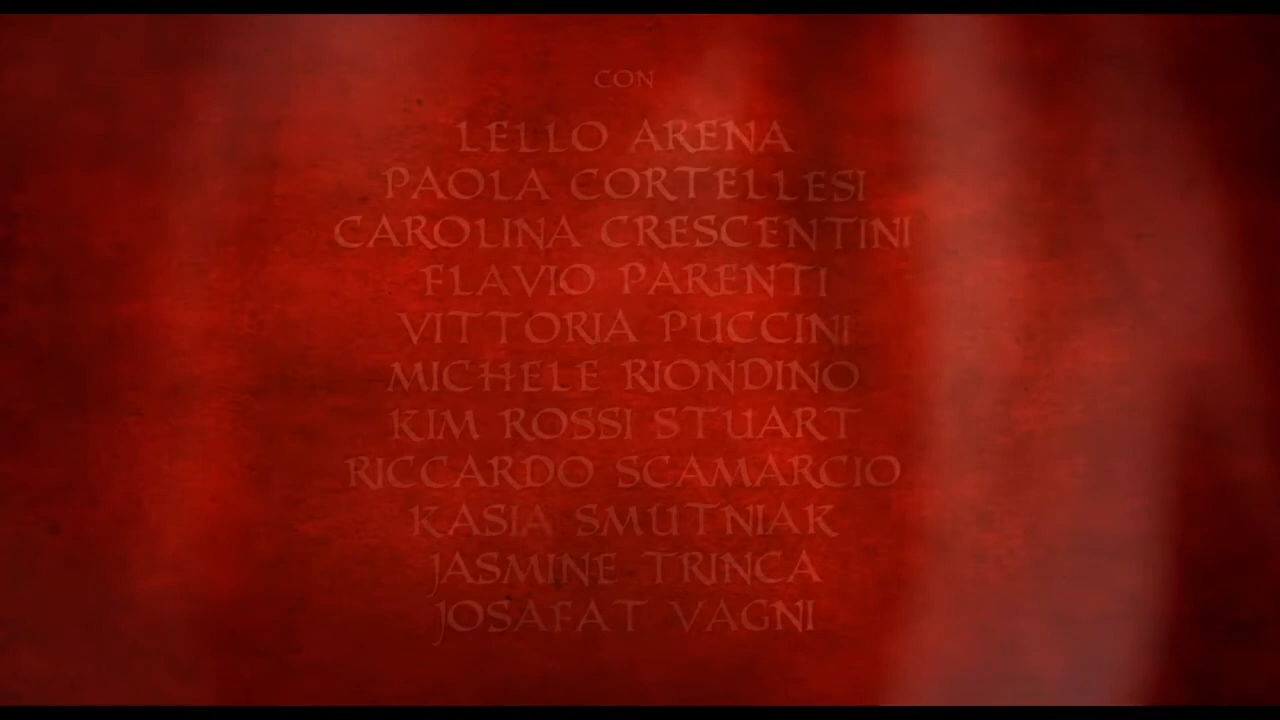 CON
LELLO ARENA
PAOLA CORTELLESI
CAROLINA CRESCENTINI
FLAVIO PARENTI
VITTORIA PUCCINI
MICHELE RIONDINO
KIM ROSSI STUART
RICCARDO SCAMARCIO
KASIA SMUTNIAK
JASMINE TRINCA
JOSAFAT VAGNI